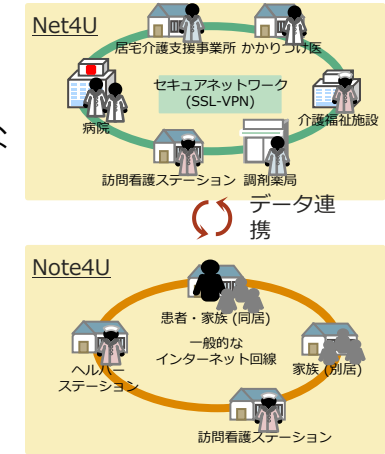 Net4U
居宅介護支援事業所 かかりつけ医
セキュアネットワーク
(SSL-VPN)
病院
介護福祉施設
訪問看護ステーション 調剤薬局
データ連
携
Note4U
患者・家族 (同居)
一般的な
インターネット回線
ヘルパー
ステーション
家族 (別居)
訪問看護ステーション